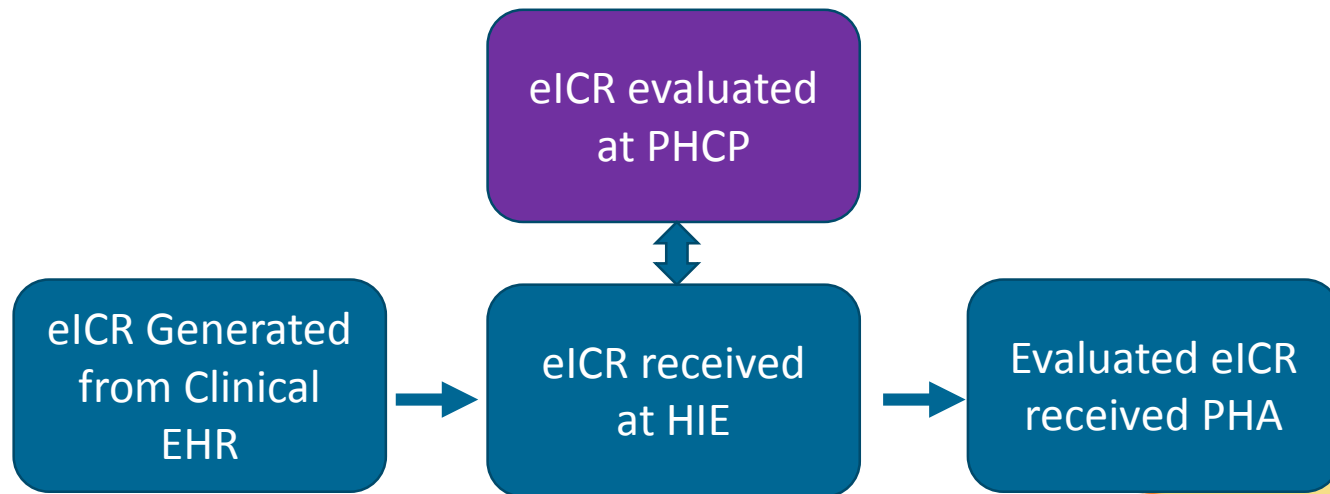 eICR evaluated
at PHCP
eICR Generated
from Clinical
EHR
eICR received
at HIE
Evaluated eICR
received PHA